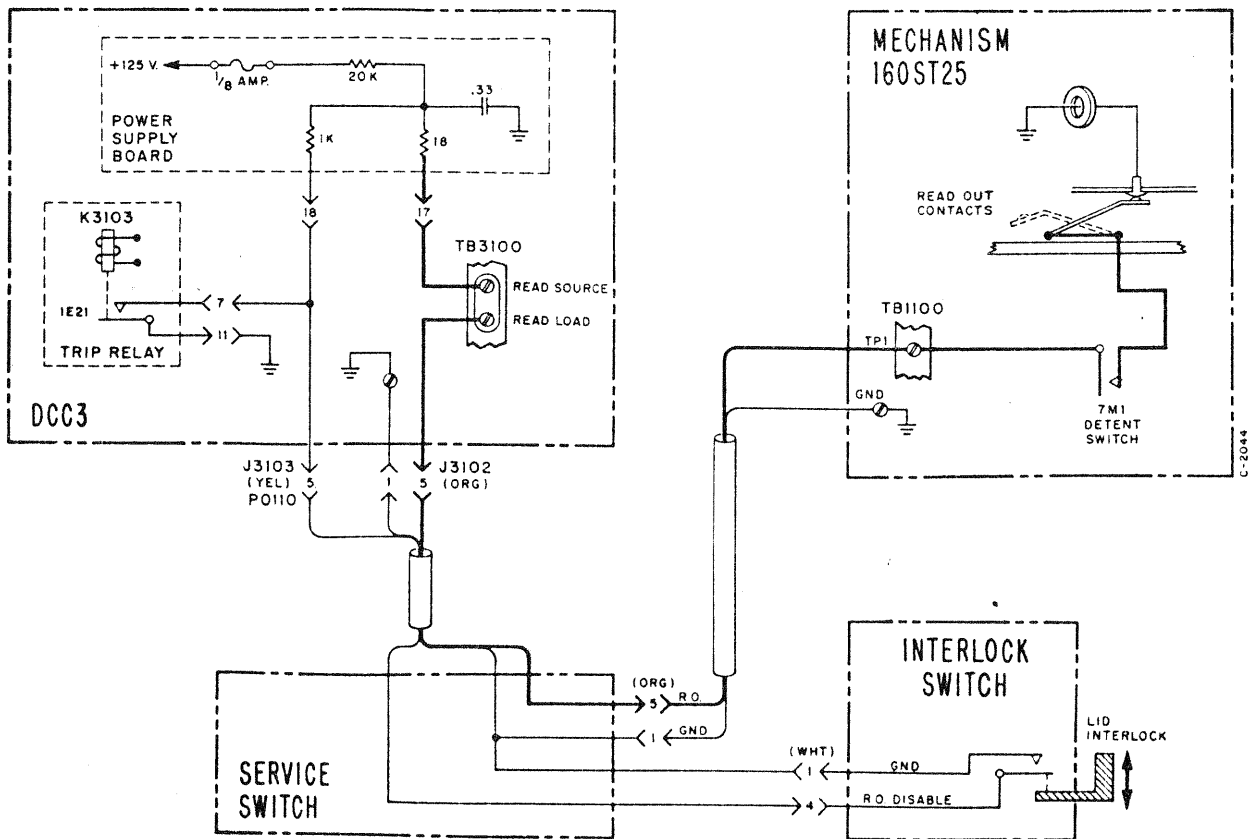 +125 V.
1/8 AMP.
20K
.33
POWER
SUPPLY
BOARD
1K
18
18
17
K3103
1E21
TRIP RELAY
7
11
TB3100
READ SOURCE
READ LOAD
DCC3
J3103
(YEL)
P0110
5
1
5
J3102
(ORG)
MECHANISM
160ST25
READ OUT
CONTACTS
TB1100
TP1
GND
7M1
DETENT
SWITCH
C-2044
SERVICE
SWITCH
(ORG)
5
R.O.
1
GND
(WHT)
1
GND
4
R.O. DISABLE
INTERLOCK
SWITCH
LID
INTERLOCK